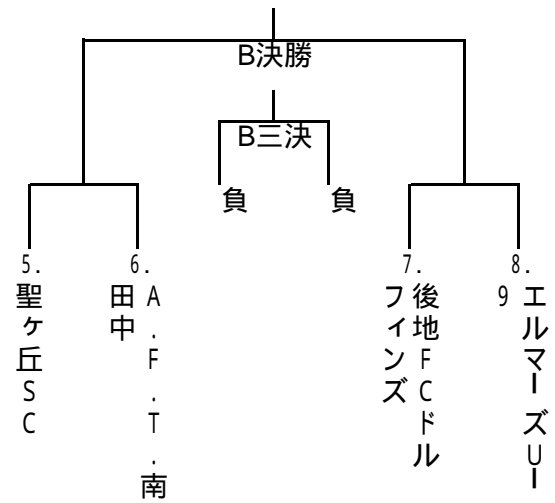 B決勝
B三決
負 負
5.
聖ヶ丘SC
6.
A.F.T.南
田中
7.
後地FCドル
フィンズ
8.
エルマーズUー
9